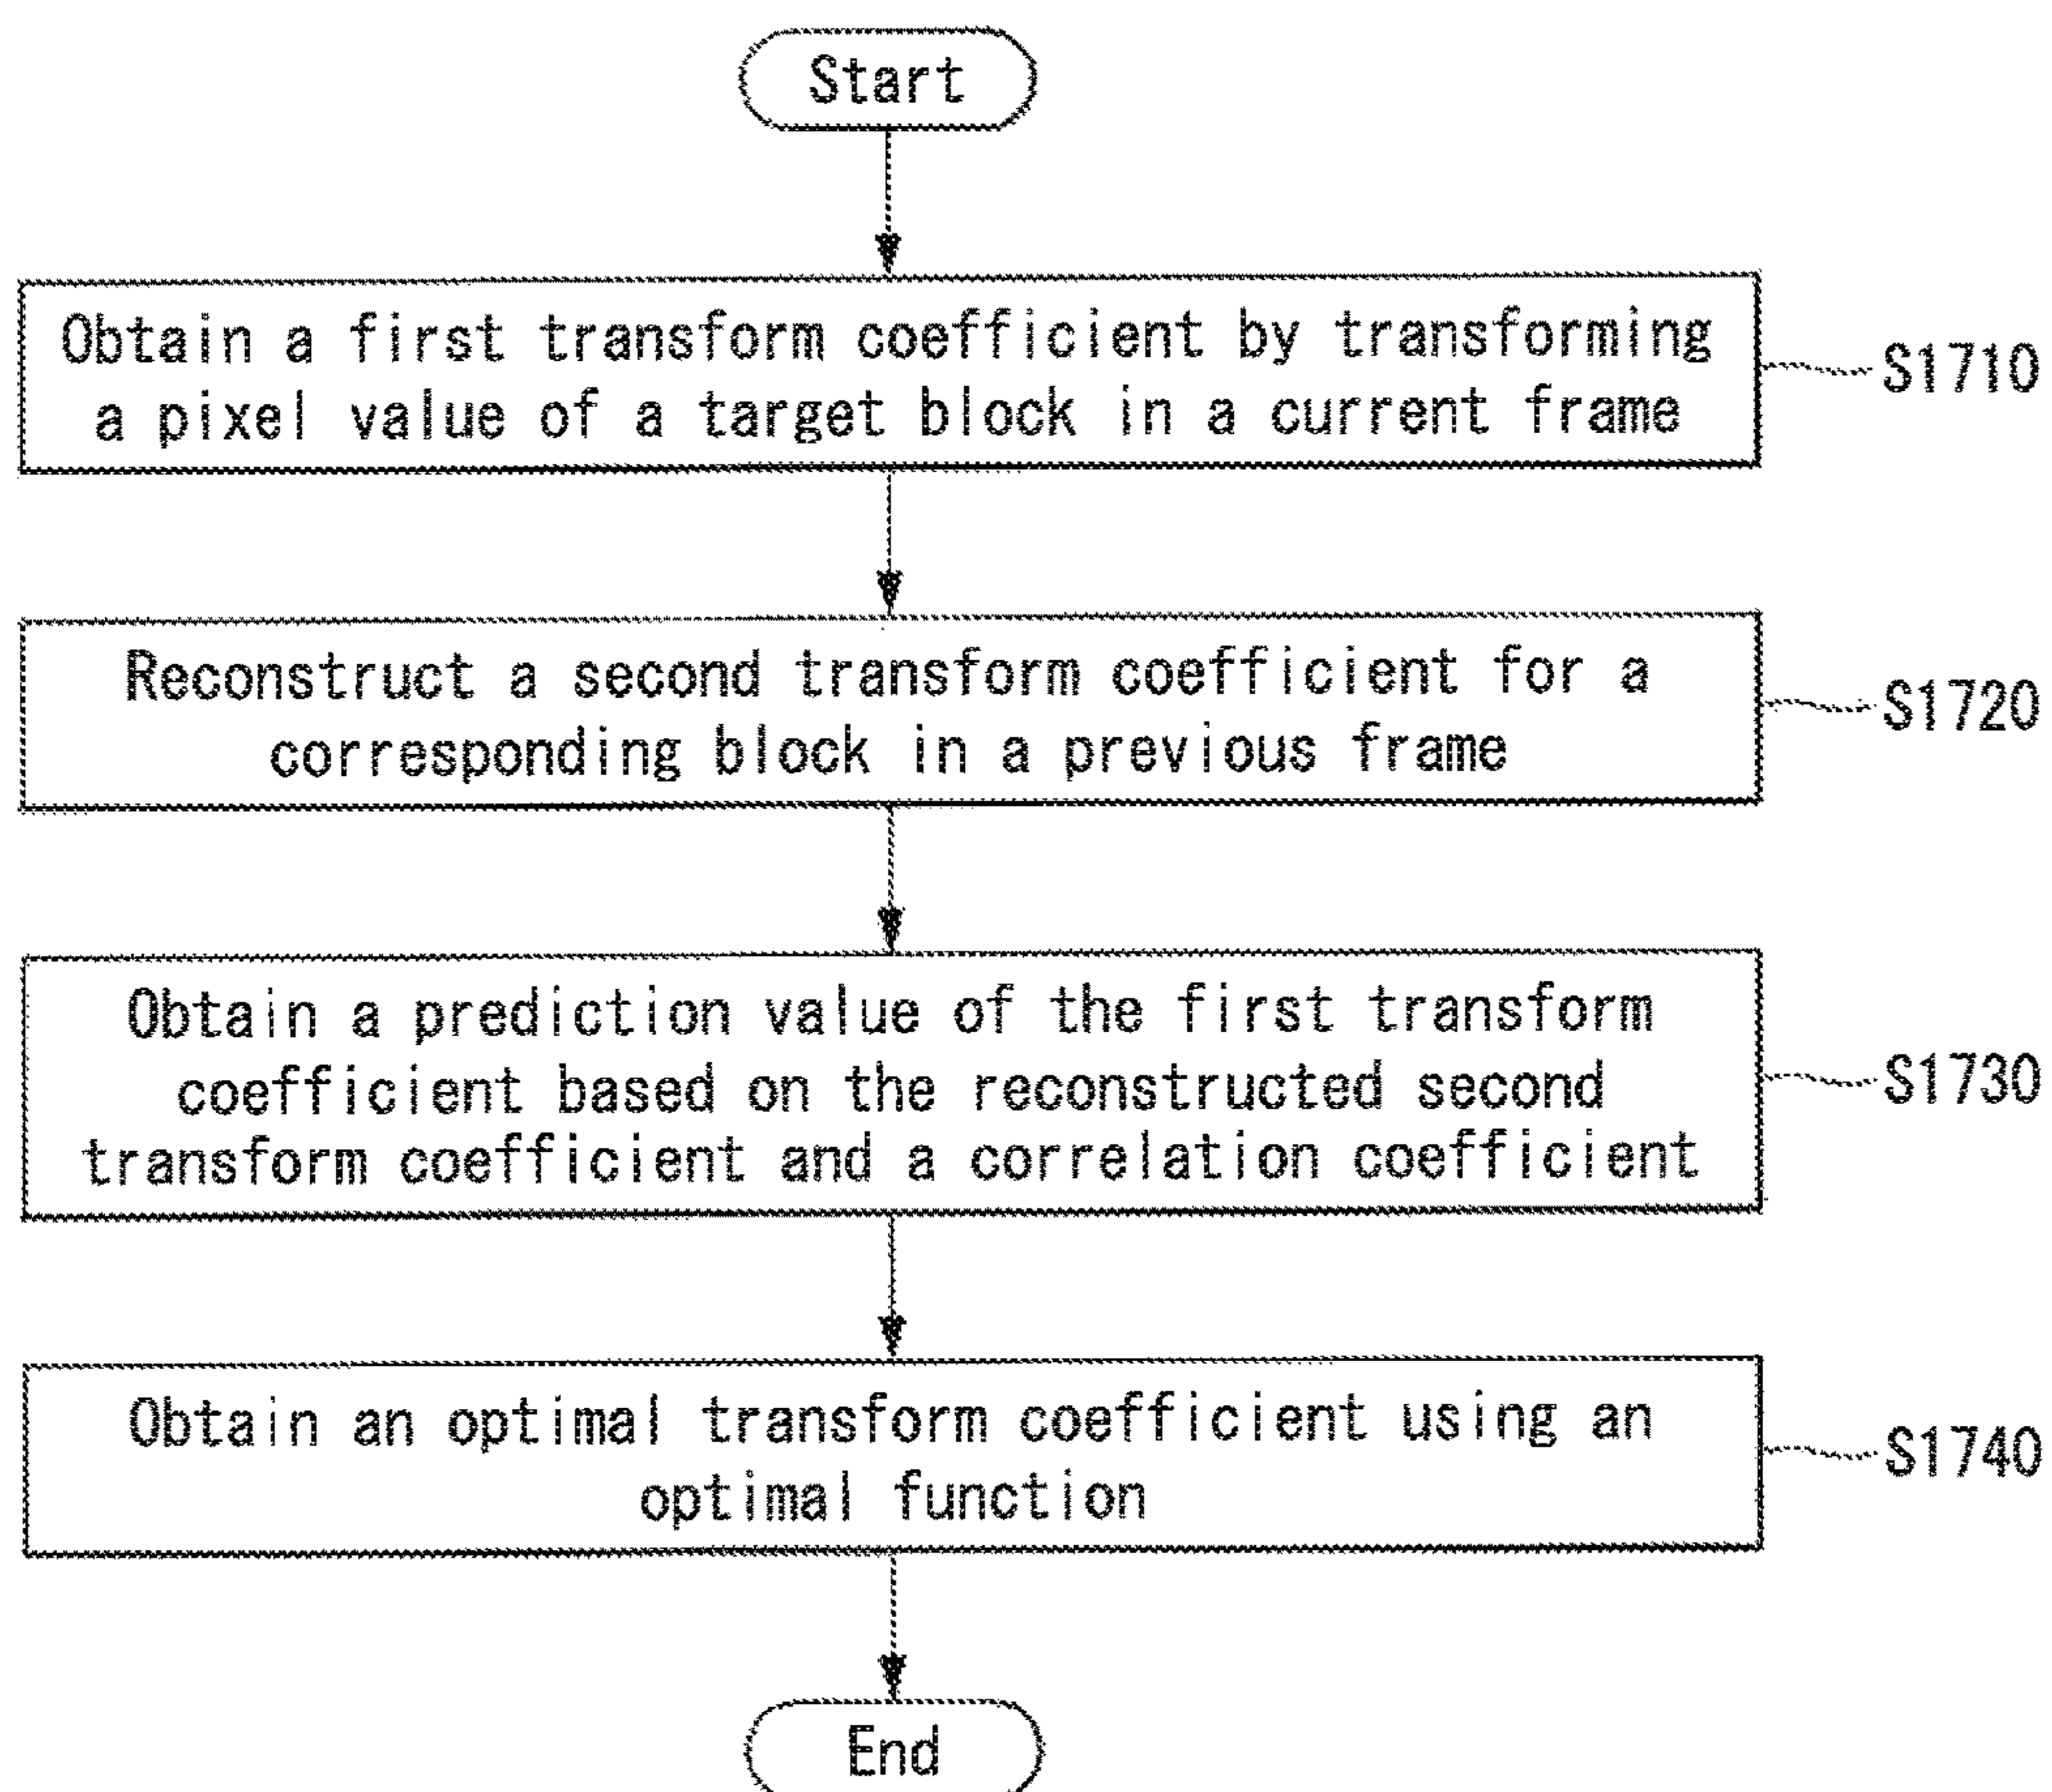 Start
Obtain a first transform coefficient by transforming
a pixel value of a target block in a current frame
S1710
Reconstruct a second transform coefficient for a
corresponding block in a previous frame
S1720
Obtain a prediction value of the first transform
coefficient based on the reconstructed second
transform coefficient and a correlation coefficient
S1730
Obtain an optimal transform coefficient using an
optimal function
S1740
End